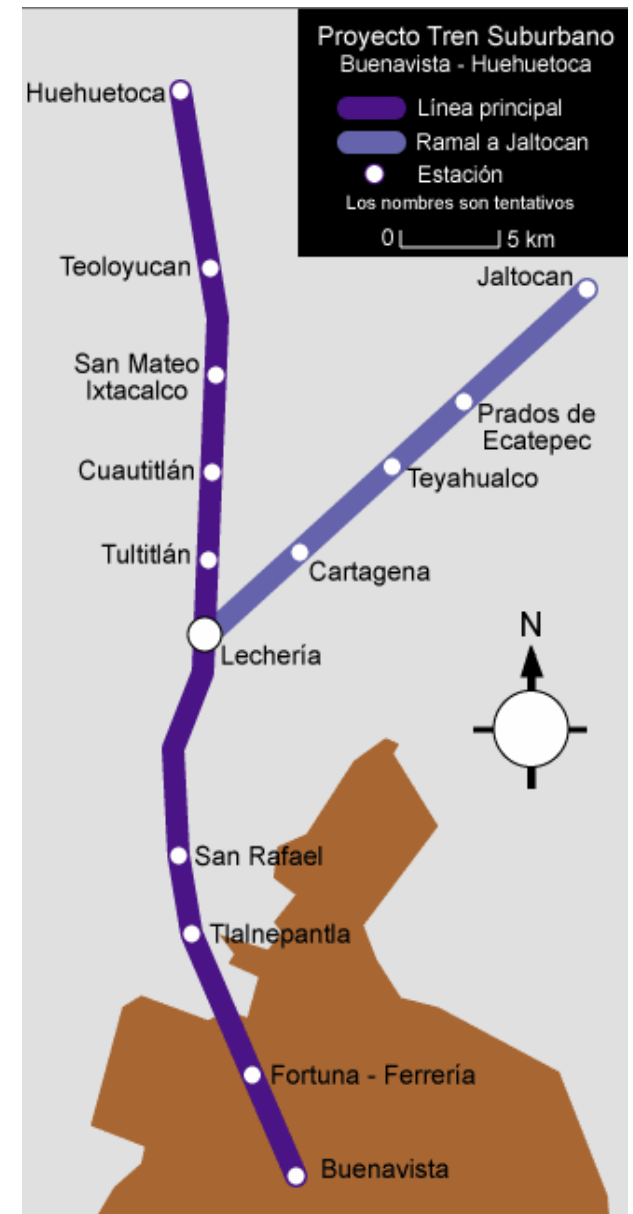 Proyecto Tren Suburbano
Buenavista - Huehuetoca
Línea principal
Ramal a Jaltocan
Estación
Los nombres son tentativos
0 5 km
Huehuetoca
Teoloyucan
Jaltocan
San Mateo
Ixtacalco
Prados de
Ecatepec
Cuautitlán
Teyahualco
Tultitlán
Cartagena
Lechería
N
San Rafael
Tlalnepantla
Fortuna - Ferrería
Buenavista